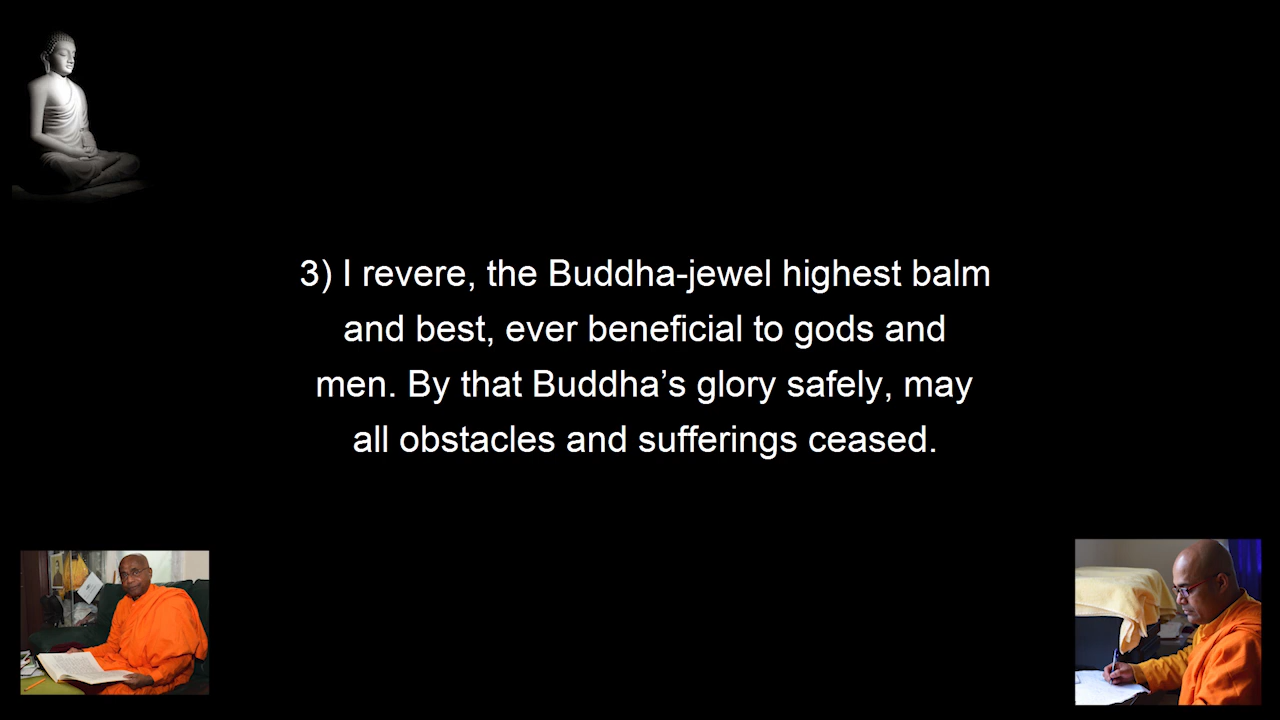 3) I revere, the Buddha-jewel highest balm
and best, ever beneficial to gods and
men. By that Buddha’s glory safely, may
all obstacles and sufferings ceased.